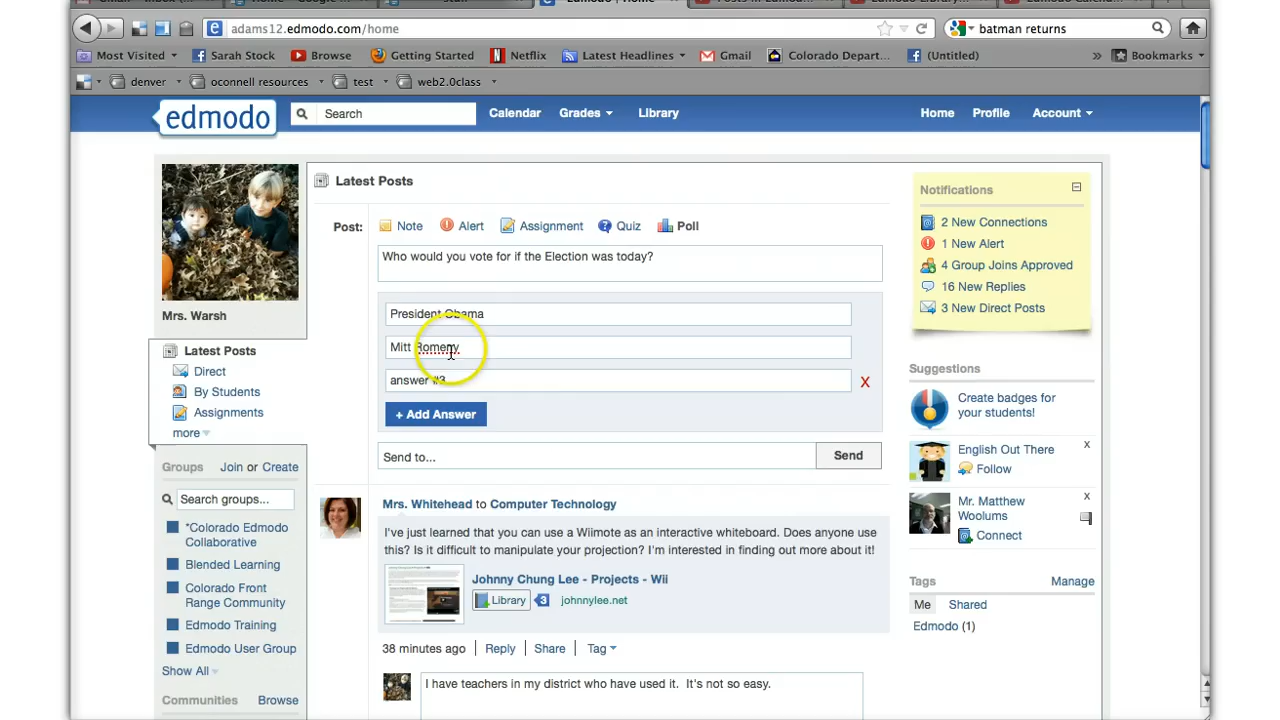 adams12.edmodo.com/home
batman returns
Most Visited
Sarah Stock
Browse
Getting Started
Netflix
Latest Headlines
Gmail
Colorado Depart...
(Untitled)
»
Bookmarks
denver
oconnell resources
test
web2.0class
edmodo
Search
Calendar
Grades
Library
Home
Profile
Account
Mrs. Warsh
Latest Posts
Direct
By Students
Assignments
more
Groups
Join or Create
Search groups...
*Colorado Edmodo
Collaborative
Blended Learning
Colorado Front
Range Community
Edmodo Training
Edmodo User Group
Show All
Communities
Browse
Latest Posts
Post:
Note
Alert
Assignment
Quiz
Poll
Who would you vote for if the Election was today?
President Obama
Mitt Romeny
answer #3
X
+ Add Answer
Send to...
Send
Mrs. Whitehead to Computer Technology
I've just learned that you can use a Wiimote as an interactive whiteboard. Does anyone use
this? Is it difficult to manipulate your projection? I'm interested in finding out more about it!
Johnny Chung Lee - Projects - Wii
Library
3
johnnylee.net
38 minutes ago
Reply
Share
Tag
I have teachers in my district who have used it. It's not so easy.
Notifications
2 New Connections
1 New Alert
4 Group Joins Approved
16 New Replies
3 New Direct Posts
Suggestions
Create badges for
your students!
English Out There
x
Follow
Mr. Matthew
Woolums
x
Connect
Tags
Manage
Me
Shared
Edmodo (1)